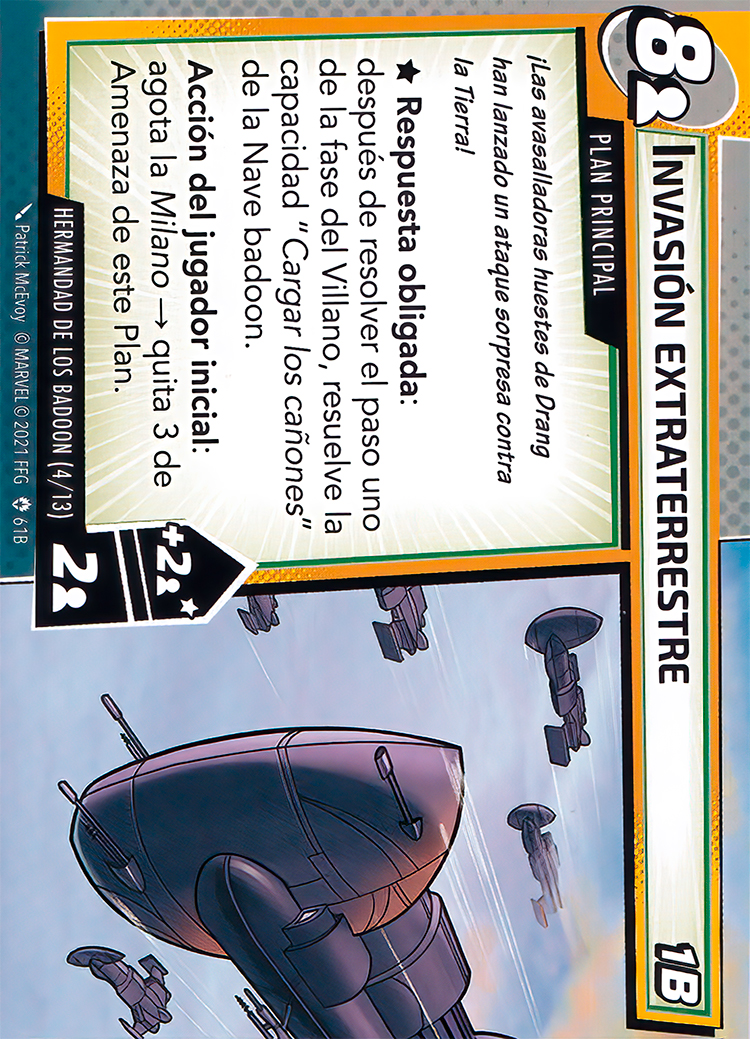 8
INVASIÓN EXTRATERRESTRE
1B
PLAN PRINCIPAL
¡Las avasalladoras huestes de Drang
han lanzado un ataque sorpresa contra
la Tierra!
★ Respuesta obligada:
después de resolver el paso uno
de la fase del Villano, resuelve la
capacidad "Cargar los cañones"
de la Nave badoon.
Acción del jugador inicial:
agota la Milano → quita 3 de
Amenaza de este Plan.
+2
2
HERMANDAD DE LOS BADOON (4/13)
Patrick McEvoy © MARVEL © 2021 FFG 61B